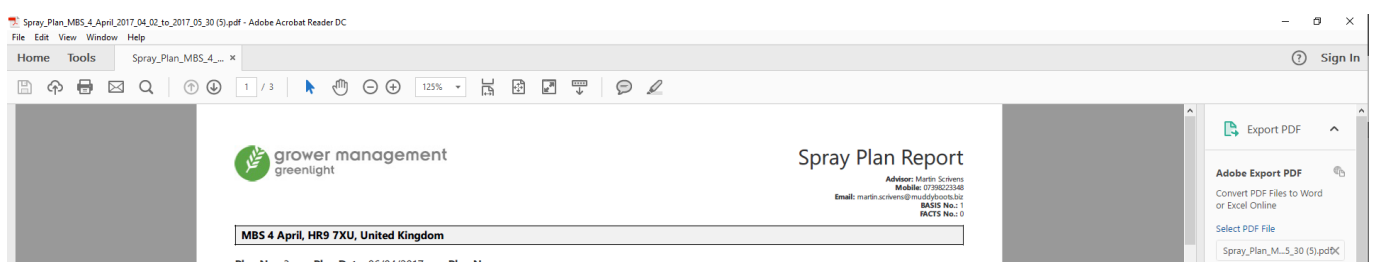 Spray_Plan_MBS_4_April_2017_04_02_to_2017_05_30 (5).pdf - Adobe Acrobat Reader DC
File Edit View Window Help
Home Tools Spray_Plan_MBS_4_... ×
Sign In
1 / 3 125%
grower management
greenlight
Spray Plan Report
Advisor: Martin Scrivens
Mobile: 07398223348
Email: martin.scrivens@muddyboots.biz
BASIS No.: 1
FACTS No.: 0
MBS 4 April, HR9 7XU, United Kingdom
Export PDF
Adobe Export PDF
Convert PDF Files to Word
or Excel Online
Select PDF File
Spray_Plan_M...5_30 (5).pdf